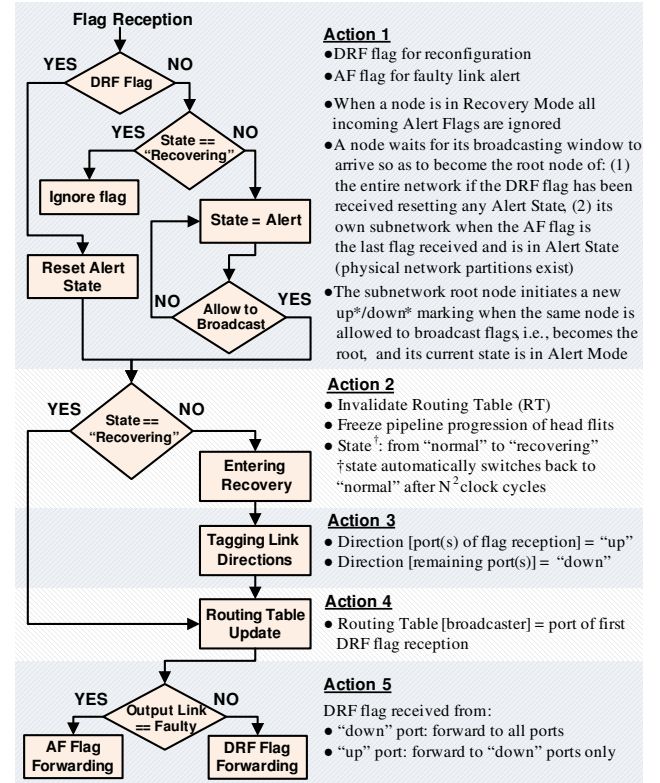 Flag Reception
YES
NO
DRF Flag
YES
NO
State ==
“Recovering”
Ignore flag
State = Alert
Reset Alert
State
NO
YES
Allow to
Broadcast
Action 1
●DRF flag for reconfiguration
●AF flag for faulty link alert
●When a node is in Recovery Mode all
incoming Alert Flags are ignored
●A node waits for its broadcasting window to
arrive so as to become the root node of: (1)
the entire network if the DRF flag has been
received resetting any Alert State, (2) its
own subnetwork when the AF flag is
the last flag received and is in Alert State
(physical network partitions exist)
●The subnetwork root node initiates a new
up*/down* marking when the same node is
allowed to broadcast flags, i.e., becomes the
root, and its current state is in Alert Mode
YES
NO
State ==
“Recovering”
Entering
Recovery
Action 2
● Invalidate Routing Table (RT)
● Freeze pipeline progression of head flits
● State†: from “normal” to “recovering”
†state automatically switches back to
“normal” after N² clock cycles
Tagging Link
Directions
Action 3
● Direction [port(s) of flag reception] = “up”
● Direction [remaining port(s)] = “down”
Routing Table
Update
Action 4
● Routing Table [broadcaster] = port of first
DRF flag reception
YES
NO
Output Link
== Faulty
AF Flag
Forwarding
DRF Flag
Forwarding
Action 5
DRF flag received from:
● “down” port: forward to all ports
● “up” port: forward to “down” ports only